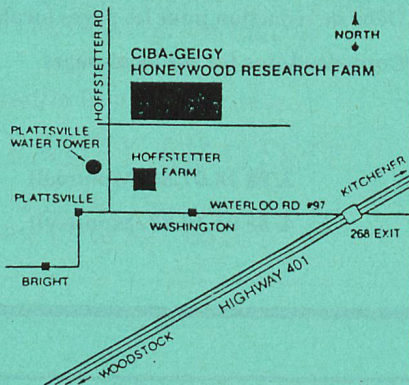 HOFFSTETTER RD
NORTH
CIBA-GEIGY
HONEYWOOD RESEARCH FARM
PLATTSVILLE
WATER TOWER
HOFFSTETTER
FARM
KITCHENER
PLATTSVILLE
WATERLOO RD #97
WASHINGTON
268 EXIT
BRIGHT
HIGHWAY 401
WOODSTOCK